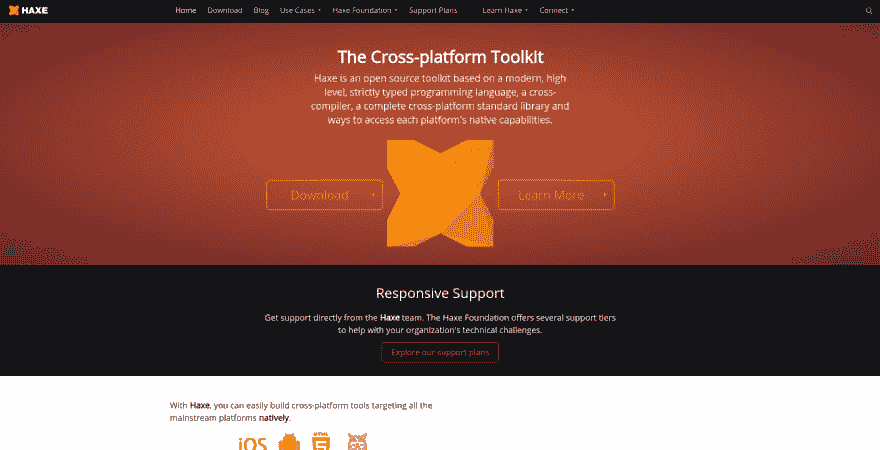 HAXE Home Download Blog Use Cases Haxe Foundation Support Plans Learn Haxe Connect
The Cross-platform Toolkit
Haxe is an open source toolkit based on a modern, high
level, strictly typed programming language, a cross-
compiler, a complete cross-platform standard library and
ways to access each platform's native capabilities.
Download
Learn More
Responsive Support
Get support directly from the Haxe team. The Haxe Foundation offers several support tiers
to help with your organization's technical challenges.
Explore our support plans
With Haxe, you can easily build cross-platform tools targeting all the
mainstream platforms natively.
iOS
HTML
5